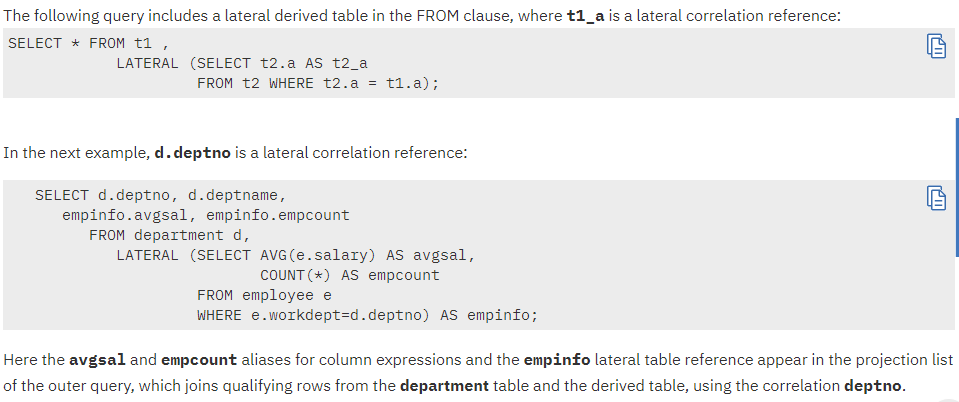 The following query includes a lateral derived table in the FROM clause, where t1_a is a lateral correlation reference:
SELECT * FROM t1 ,
LATERAL (SELECT t2.a AS t2_a
FROM t2 WHERE t2.a = t1.a);
In the next example, d.deptno is a lateral correlation reference:
SELECT d.deptno, d.deptname,
empinfo.avgsal, empinfo.empcount
FROM department d,
LATERAL (SELECT AVG(e.salary) AS avgsal,
COUNT(*) AS empcount
FROM employee e
WHERE e.workdept=d.deptno) AS empinfo;
Here the avgsal and empcount aliases for column expressions and the empinfo lateral table reference appear in the projection list
of the outer query, which joins qualifying rows from the department table and the derived table, using the correlation deptno.